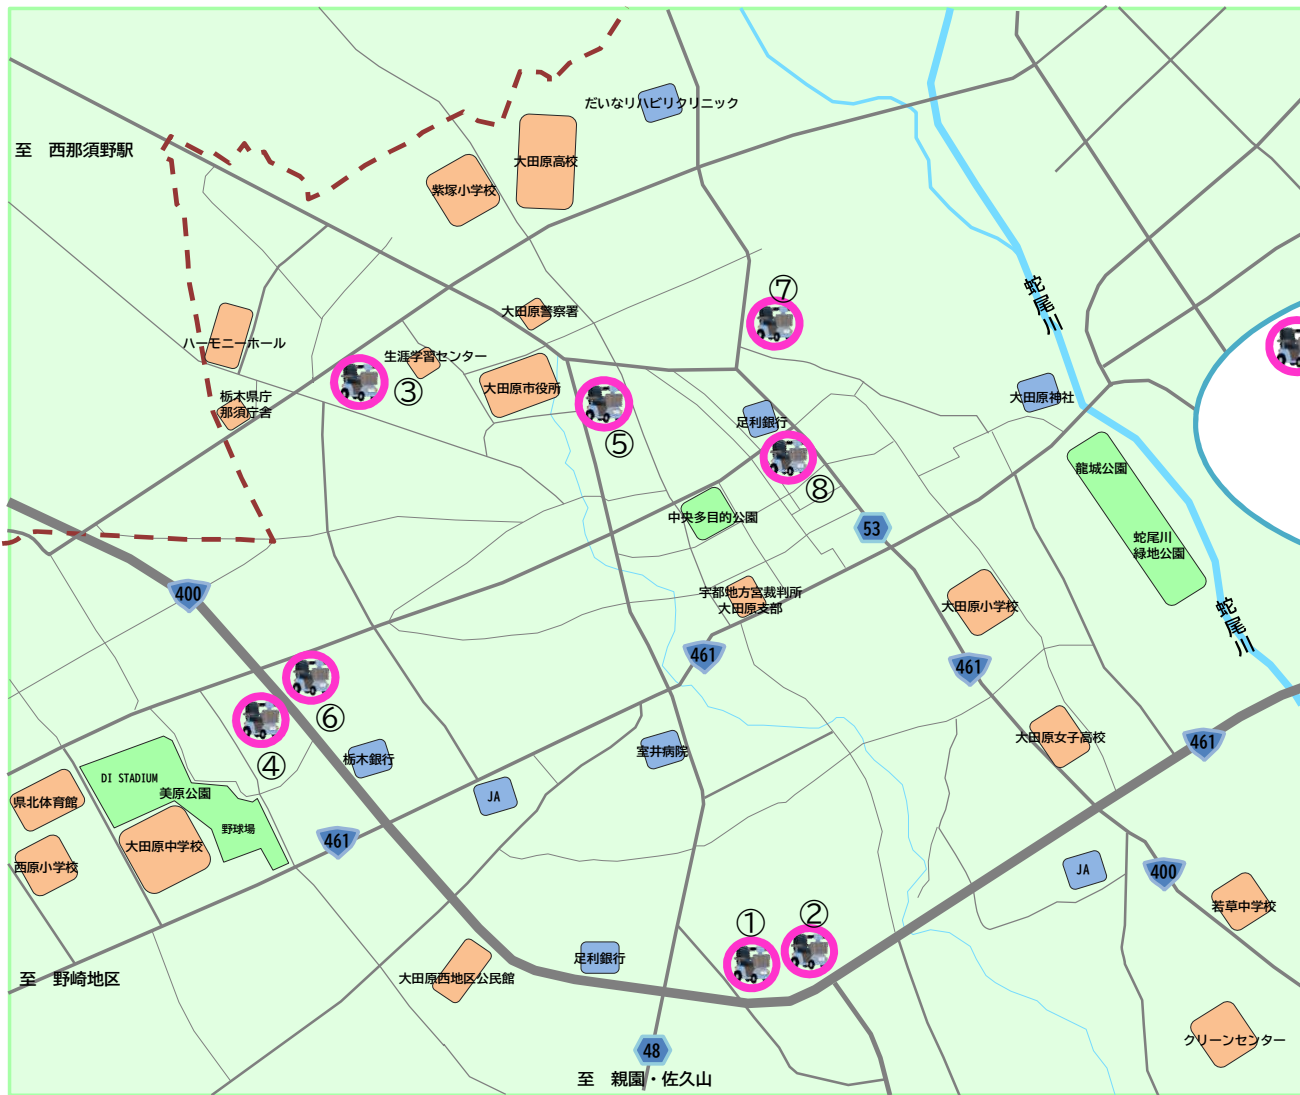 だいなリハビリクリニック
至　西那須野駅
大田原高校
紫塚小学校
⑦
蛇尾川
大田原警察署
ハーモニーホール
生涯学習センター
③
大田原市役所
栃木県庁
那須庁舎
大田原神社
足利銀行
⑤
龍城公園
⑧
中央多目的公園
53
蛇尾川
緑地公園
400
宇都地方宮裁判所
大田原支部
大田原小学校
蛇尾川
461
461
⑥
大田原女子高校
461
室井病院
栃木銀行
④
DI STADIUM
美原公園
JA
県北体育館
野球場
461
大田原中学校
西原小学校
JA
400
若草中学校
①
②
足利銀行
至　野崎地区
大田原西地区公民館
クリーンセンター
48
至　親園・佐久山